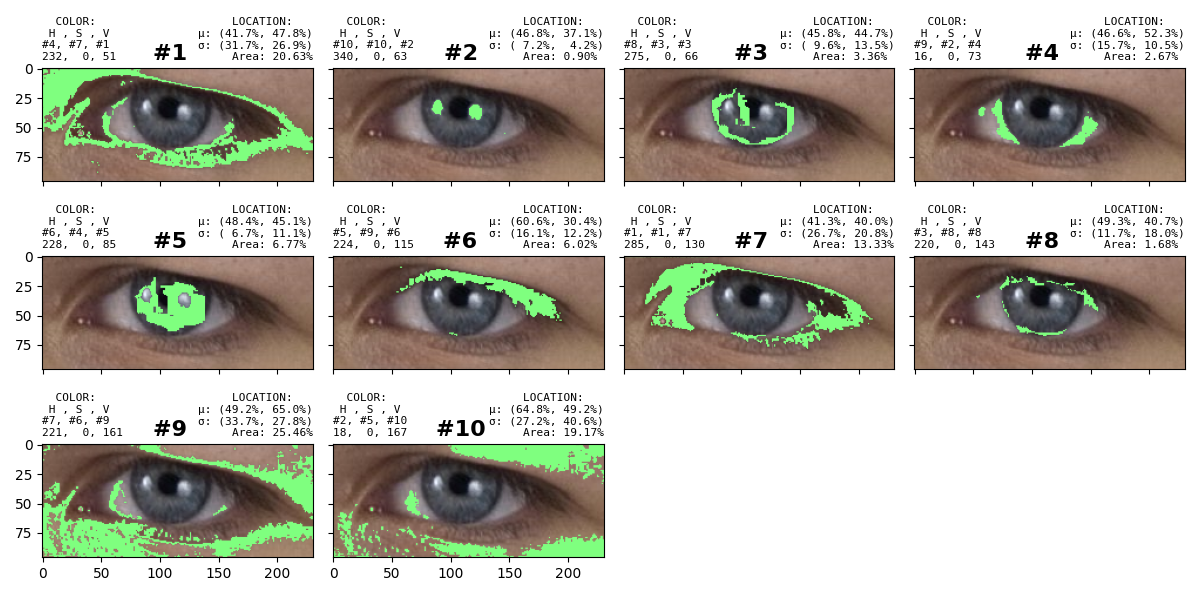 COLOR: LOCATION:
H , S , V μ: (41.7%, 47.8%)
#4, #7, #1 σ: (31.7%, 26.9%)
232, 0, 51 #1 Area: 20.63%
COLOR: LOCATION:
H , S , V μ: (46.8%, 37.1%)
#10, #10, #2 σ: ( 7.2%, 4.2%)
340, 0, 63 #2 Area: 0.90%
COLOR: LOCATION:
H , S , V μ: (45.8%, 44.7%)
#8, #3, #3 σ: ( 9.6%, 13.5%)
275, 0, 66 #3 Area: 3.36%
COLOR: LOCATION:
H , S , V μ: (46.6%, 52.3%)
#9, #2, #4 σ: (15.7%, 10.5%)
16, 0, 73 #4 Area: 2.67%
0
25
50
75
COLOR: LOCATION:
H , S , V μ: (48.4%, 45.1%)
#6, #4, #5 σ: ( 6.7%, 11.1%)
228, 0, 85 #5 Area: 6.77%
COLOR: LOCATION:
H , S , V μ: (60.6%, 30.4%)
#5, #9, #6 σ: (16.1%, 12.2%)
224, 0, 115 #6 Area: 6.02%
COLOR: LOCATION:
H , S , V μ: (41.3%, 40.0%)
#1, #1, #7 σ: (26.7%, 20.8%)
285, 0, 130 #7 Area: 13.33%
COLOR: LOCATION:
H , S , V μ: (49.3%, 40.7%)
#3, #8, #8 σ: (11.7%, 18.0%)
220, 0, 143 #8 Area: 1.68%
0
25
50
75
COLOR: LOCATION:
H , S , V μ: (49.2%, 65.0%)
#7, #6, #9 σ: (33.7%, 27.8%)
221, 0, 161 #9 Area: 25.46%
COLOR: LOCATION:
H , S , V μ: (64.8%, 49.2%)
#2, #5, #10 σ: (27.2%, 40.6%)
18, 0, 167 #10 Area: 19.17%
0
25
50
75
0 50 100 150 200
0 50 100 150 200